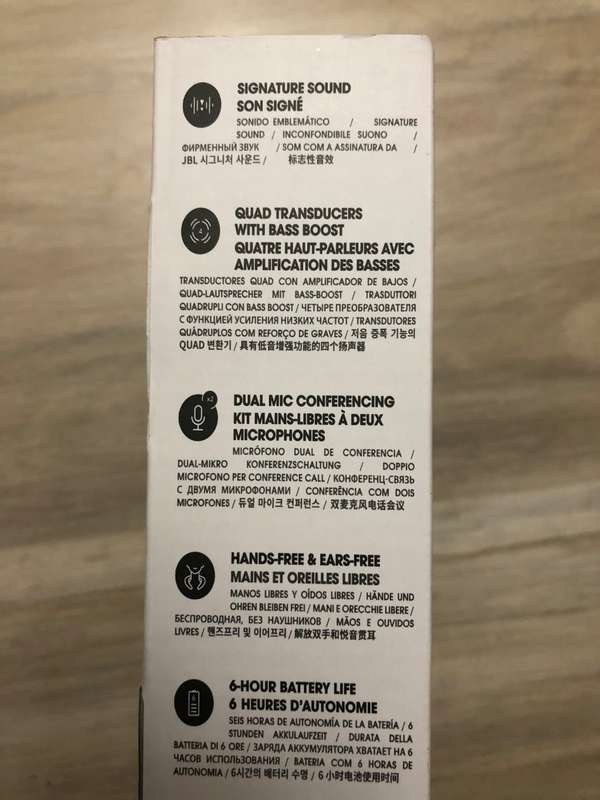 SIGNATURE SOUND
SON SIGNÉ
SONIDO EMBLEMÁTICO / SIGNATURE
SOUND / INCONFONDIBILE SUONO /
ФИРМЕННЫЙ ЗВУК / SOM COM A ASSINATURA DA /
JBL 시그니처 사운드 / 标志性音效
4
QUAD TRANSDUCERS
WITH BASS BOOST
QUATRE HAUT-PARLEURS AVEC
AMPLIFICATION DES BASSES
TRANSDUCTORES QUAD CON AMPLIFICADOR DE BAJOS /
QUAD-LAUTSPRECHER MIT BASS-BOOST / TRASDUTTORI
QUADRUPLI CON BASS BOOST / ЧЕТЫРЕ ПРЕОБРАЗОВАТЕЛЯ
С ФУНКЦИЕЙ УСИЛЕНИЯ НИЗКИХ ЧАСТОТ / TRANSDUTORES
QUÁDRUPLOS COM REFORÇO DE GRAVES / 저음 증폭 기능의
QUAD 변환기 / 具有低音增强功能的四个扬声器
x2
DUAL MIC CONFERENCING
KIT MAINS-LIBRES À DEUX
MICROPHONES
MICRÓFONO DUAL DE CONFERENCIA /
DUAL-MIKRO KONFERENZSCHALTUNG / DOPPIO
MICROFONO PER CONFERENCE CALL / КОНФЕРЕНЦ-СВЯЗЬ
С ДВУМЯ МИКРОФОНАМИ / CONFERÊNCIA COM DOIS
MICROFONES / 듀얼 마이크 컨퍼런스 / 双麦克风电话会议
HANDS-FREE & EARS-FREE
MAINS ET OREILLES LIBRES
MANOS LIBRES Y OÍDOS LIBRES / HÄNDE UND
OHREN BLEIBEN FREI / MANI E ORECCHIE LIBERE /
БЕСПРОВОДНАЯ, БЕЗ НАУШНИКОВ / MÃOS E OUVIDOS
LIVRES / 핸즈프리 및 이어프리 / 解放双手和悦音贯耳
6-HOUR BATTERY LIFE
6 HEURES D'AUTONOMIE
SEIS HORAS DE AUTONOMÍA DE LA BATERÍA / 6
STUNDEN AKKULAUFZEIT / DURATA DELLA
BATTERIA DI 6 ORE / ЗАРЯДА АККУМУЛЯТОРА ХВАТАЕТ НА 6
ЧАСОВ ИСПОЛЬЗОВАНИЯ / BATERIA COM 6 HORAS DE
AUTONOMIA / 6시간의 배터리 수명 / 6 小时电池使用时间